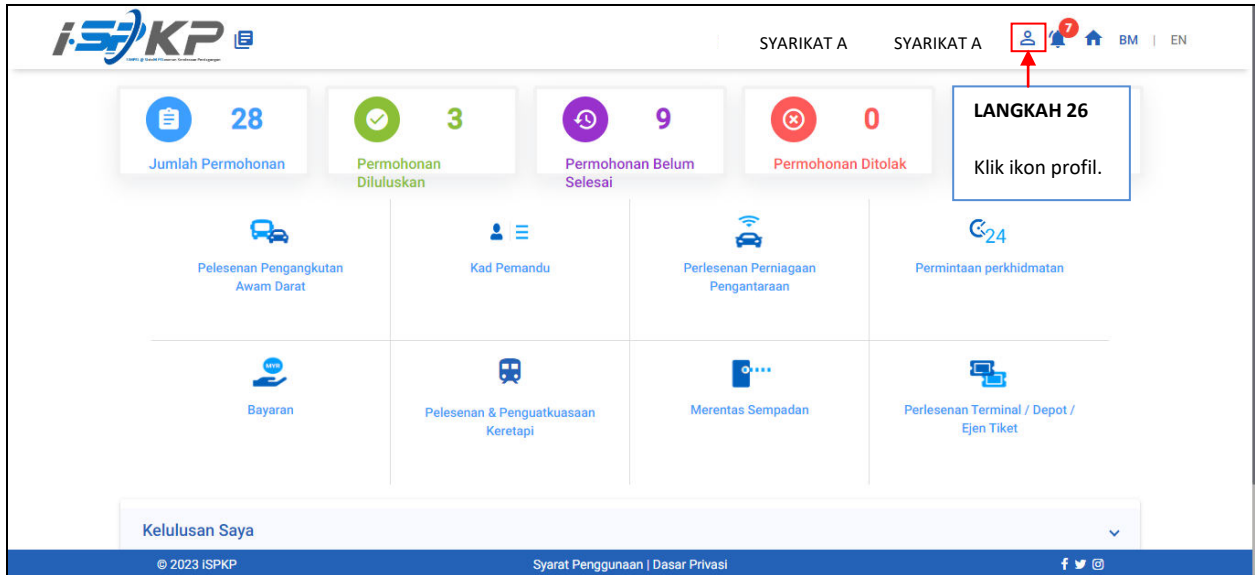 i.SPKP
SYARIKAT A SYARIKAT A 7 BM | EN
LANGKAH 26
Klik ikon profil.
28
Jumlah Permohonan
3
Permohonan
Diluluskan
9
Permohonan Belum
Selesai
0
Permohonan Ditolak
Pelesenan Pengangkutan
Awam Darat
Kad Pemandu
Perlesenan Perniagaan
Pengantaraan
24
Permintaan perkhidmatan
MYR
Bayaran
Pelesenan & Penguatkuasaan
Keretapi
Merentas Sempadan
Perlesenan Terminal / Depot /
Ejen Tiket
Kelulusan Saya
© 2023 iSPKP Syarat Penggunaan | Dasar Privasi